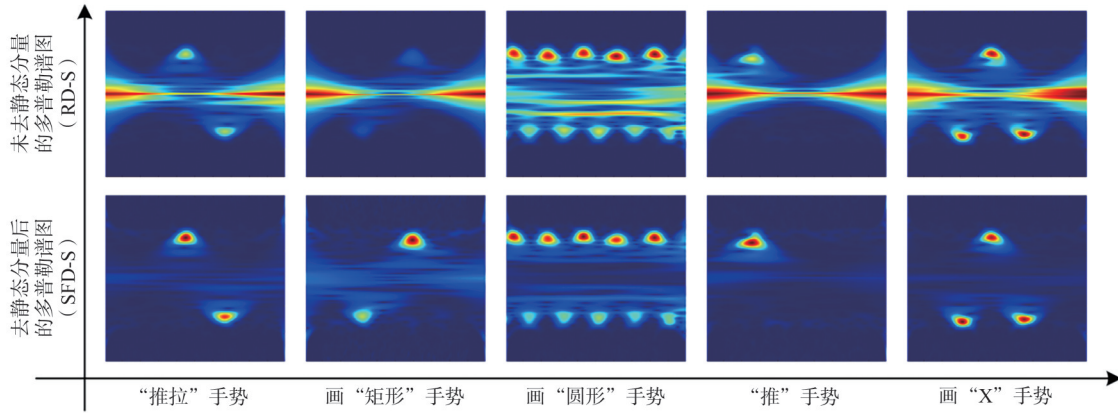 未去静态分量
的多普勒谱图
（RD-S）
去静态分量后
的多普勒谱图
（SFD-S）
“推拉”手势
画“矩形”手势
画“圆形”手势
“推”手势
画“X”手势